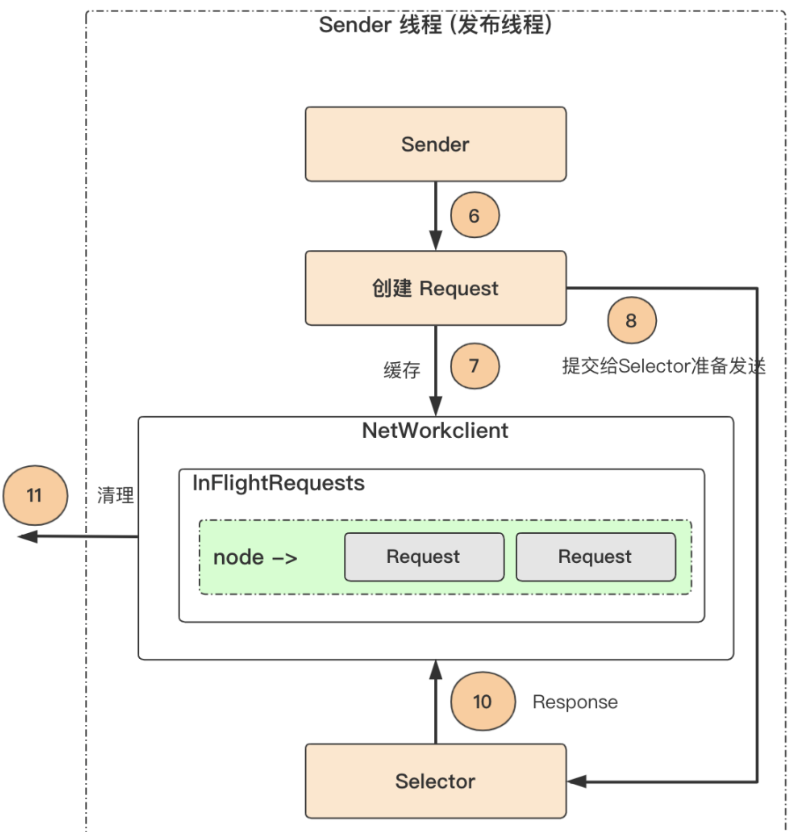 Sender 线程 (发布线程)
Sender
6
创建 Request
8
缓存
7
提交给Selector准备发送
NetWorkclient
InFlightRequests
11
清理
node ->
Request
Request
10
Response
Selector